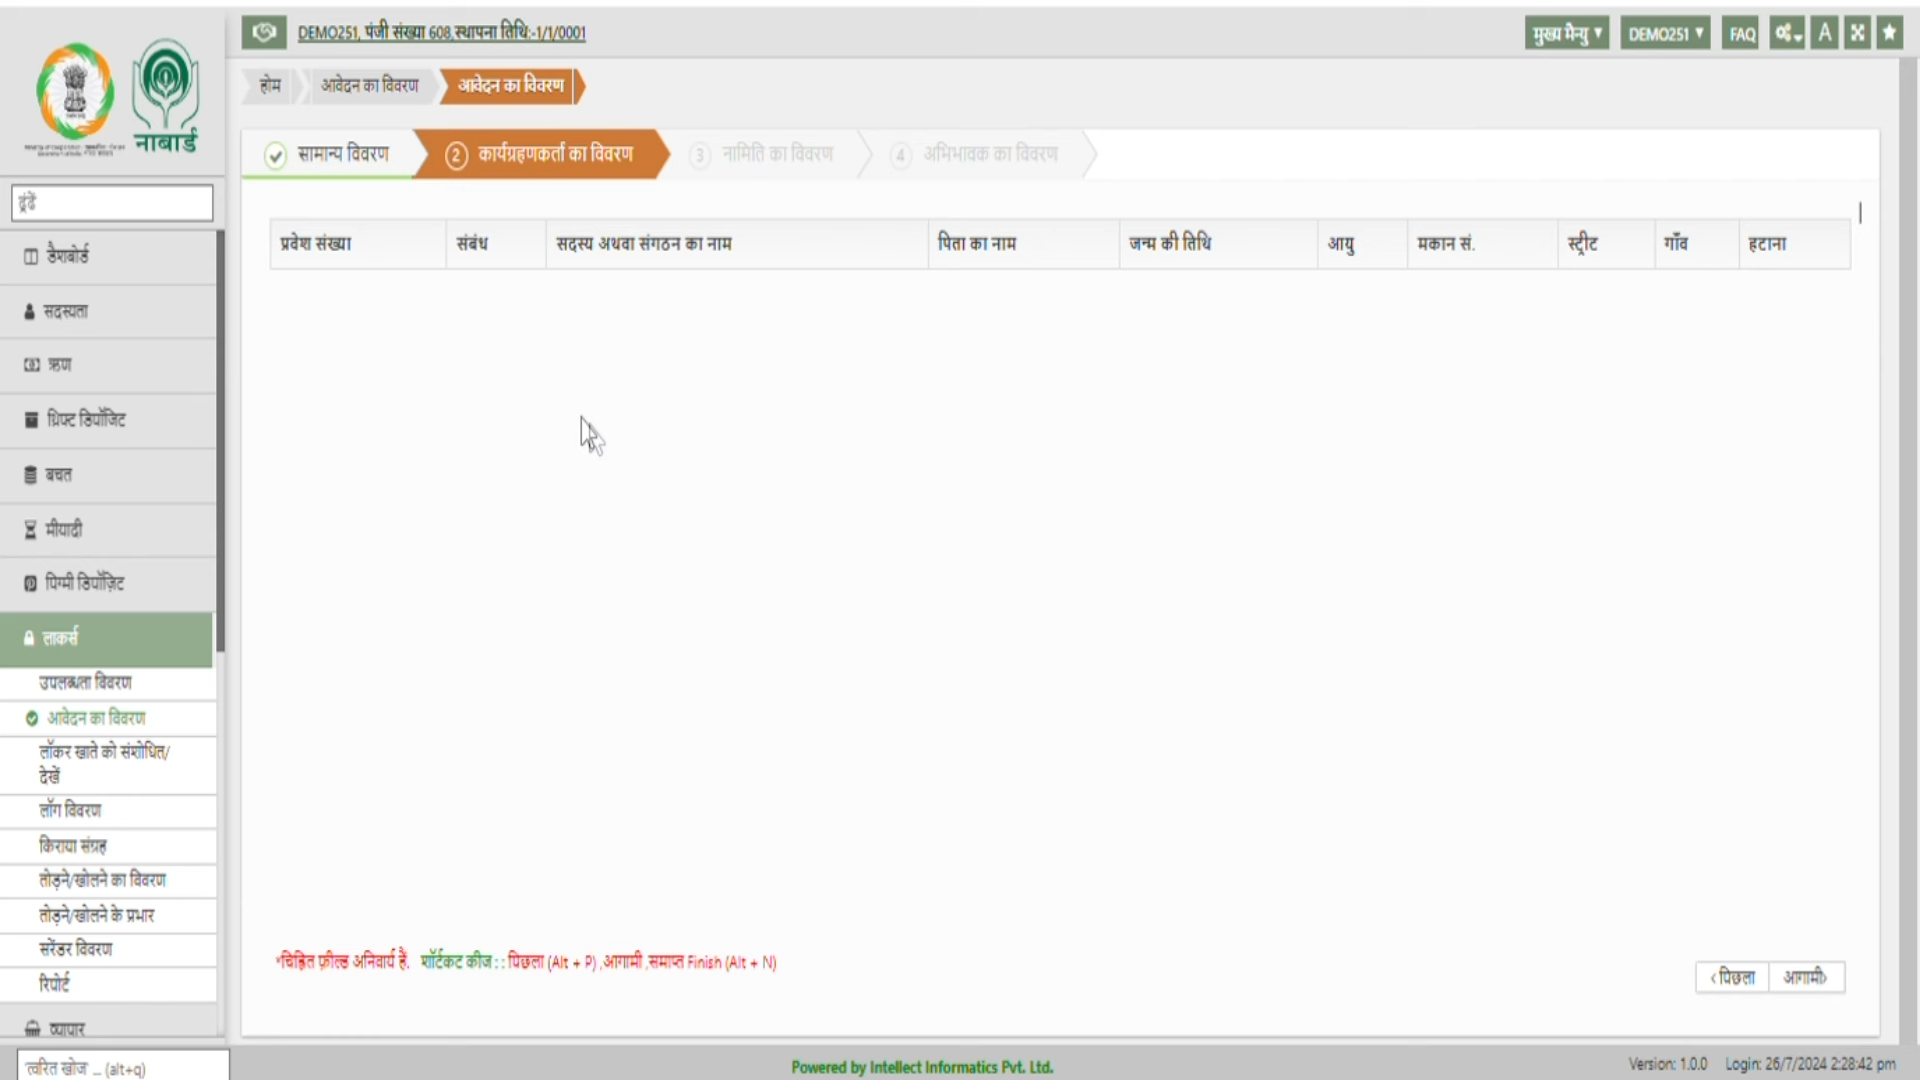 DEMO251, पंजी संख्या 608,स्थापना तिथि:-1/1/0001
मुख्य मैन्यु ▼ DEMO251 ▼ FAQ A
नाबार्ड
होम आवेदन का विवरण आवेदन का विवरण
सामान्य विवरण 2 कार्यग्रहणकर्ता का विवरण 3 नामिति का विवरण 4 अभिभावक का विवरण
ढूंढें
प्रवेश संख्या संबंध सदस्य अथवा संगठन का नाम पिता का नाम जन्म की तिथि आयु मकान सं. स्ट्रीट गाँव हटाना
डैशबोर्ड
सदस्यता
ऋण
थ्रिफ्ट डिपॉजिट
बचत
मीयादी
पिग्मी डिपॉज़िट
लाकर्स
उपलब्धता विवरण
आवेदन का विवरण
लॉकर खाते को संशोधित/
देखें
लॉग विवरण
किराया संग्रह
तोड़ने/खोलने का विवरण
तोड़ने/खोलने के प्रभार
सरेंडर विवरण
रिपोर्ट
व्यापार
*चिह्नित फ़ील्ड अनिवार्य हैं. शॉर्टकट कीज : : पिछला (Alt + P) ,आगामी ,समाप्त Finish (Alt + N)
‹ पिछला आगामी›
त्वरित खोज ... (alt+q)
Powered by Intellect Informatics Pvt. Ltd.
Version: 1.0.0 Login: 26/7/2024 2:28:42 pm